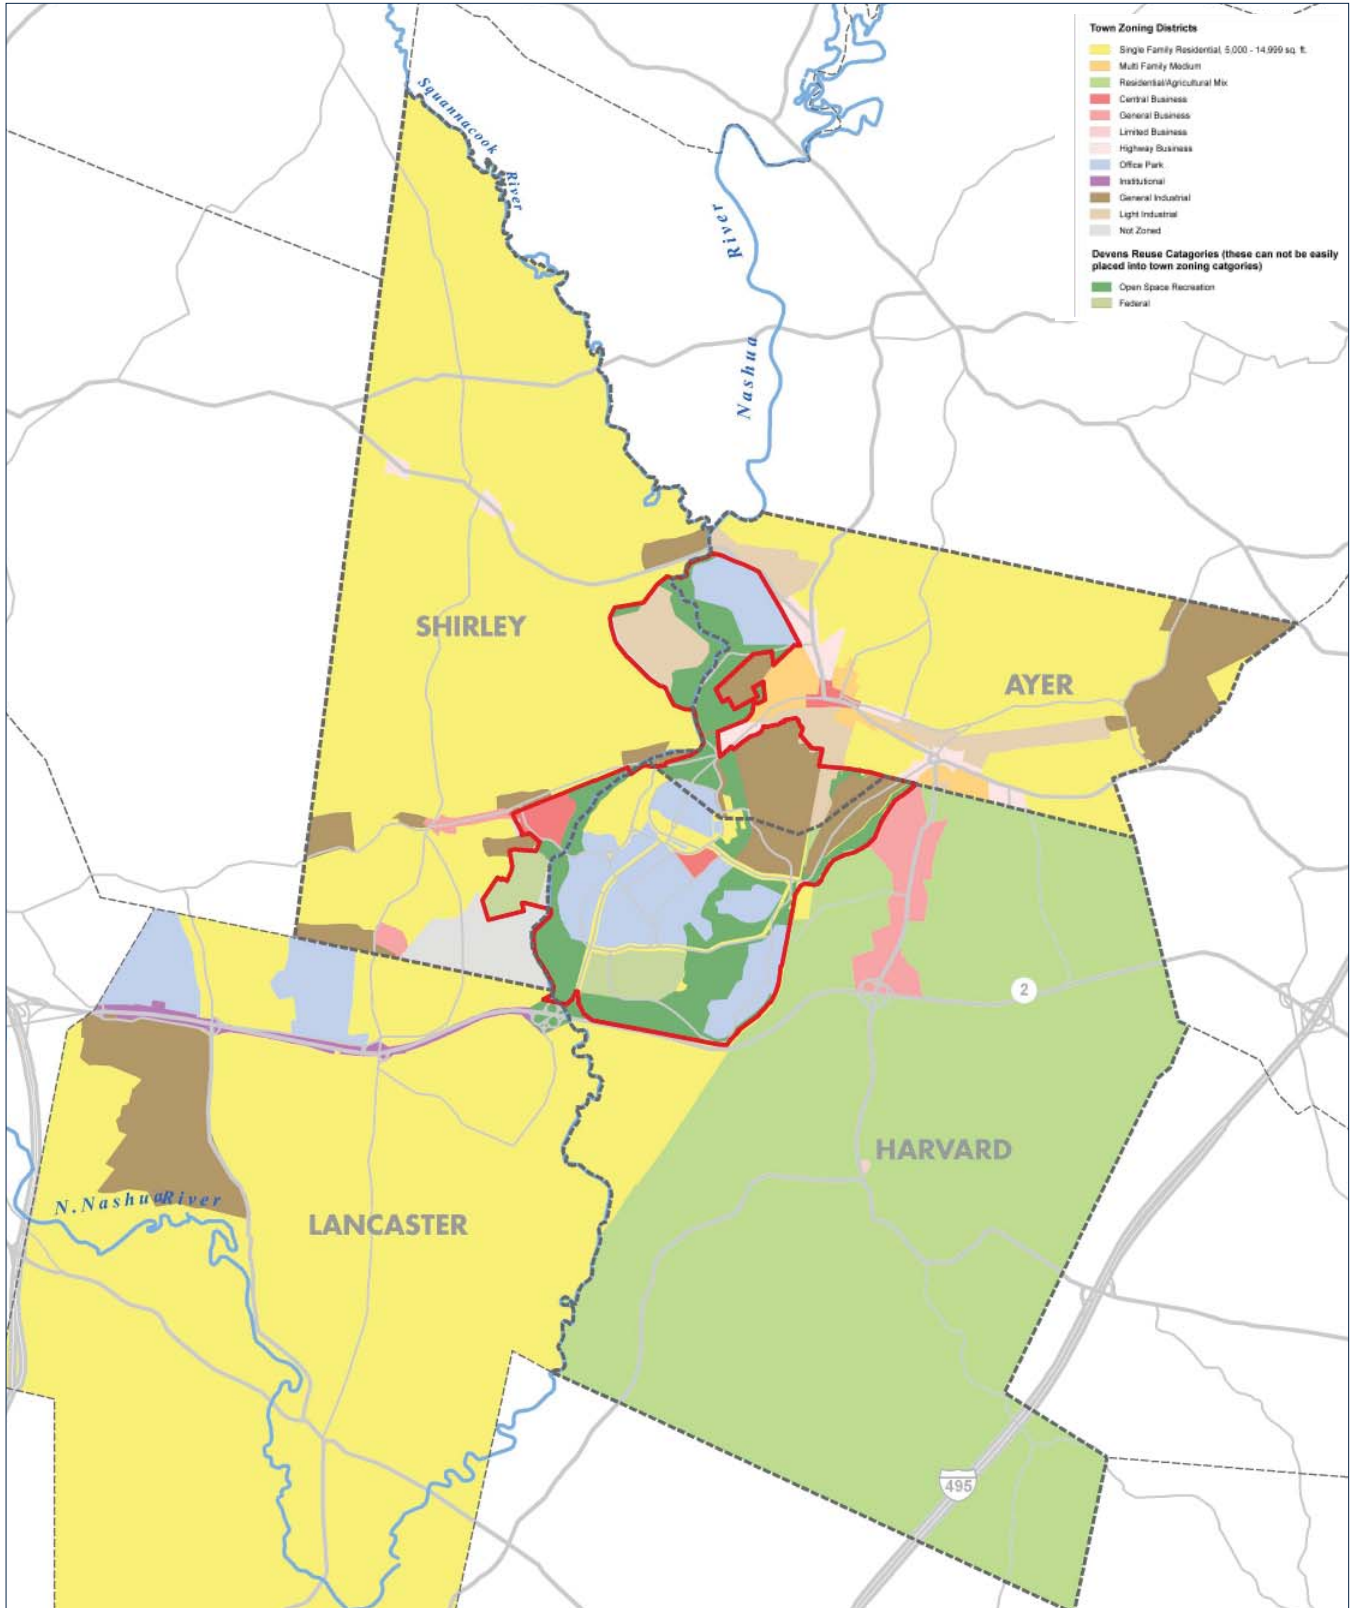 Town Zoning Districts
Single Family Residential, 5,000 - 14,999 sq. ft.
Multi Family Medium
Residential/Agricultural Mix
Central Business
General Business
Limited Business
Highway Business
Office Park
Institutional
General Industrial
Light Industrial
Not Zoned
Devens Reuse Catagories (these can not be easily
placed into town zoning catgories)
Open Space Recreation
Federal
Squannacook
River
River
Nashua
SHIRLEY
AYER
2
HARVARD
N. Nashua River
LANCASTER
495